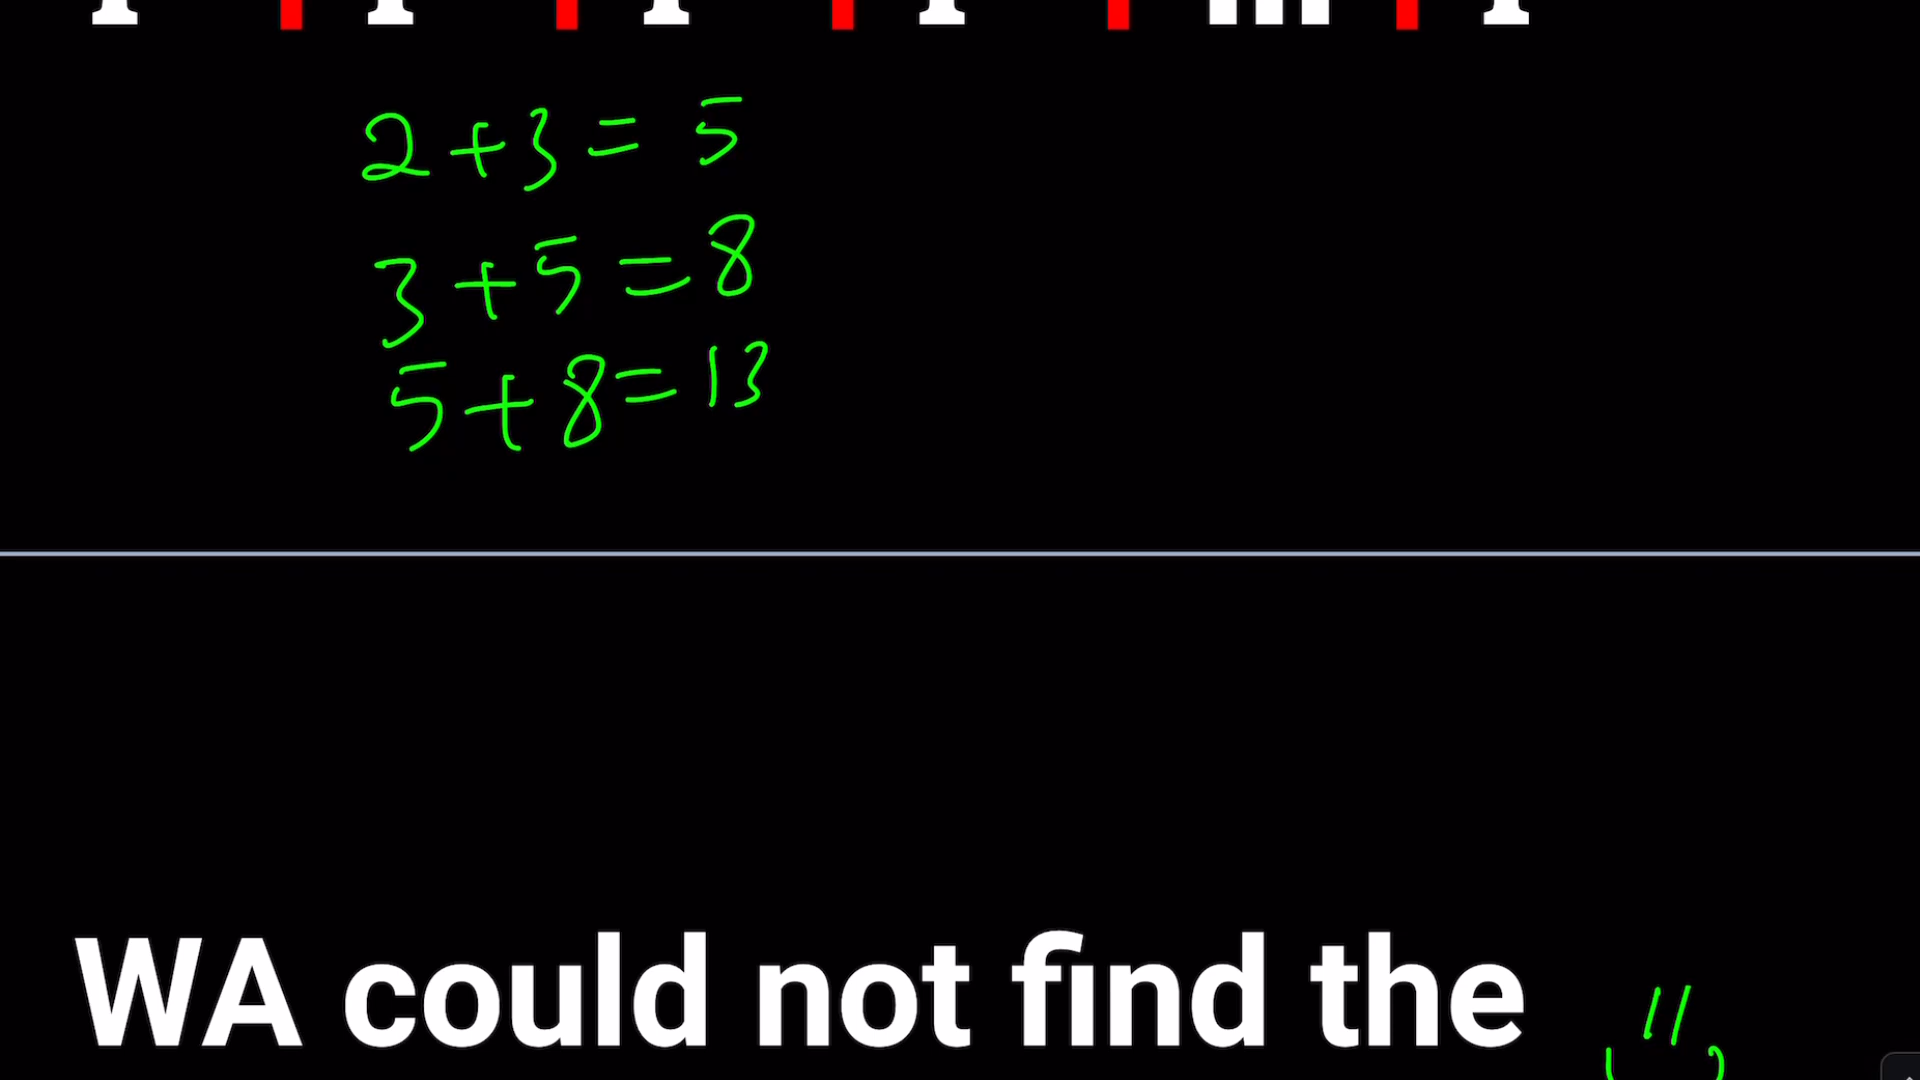 2+3= 5
3+5=8
5+8=13
WA could not find the